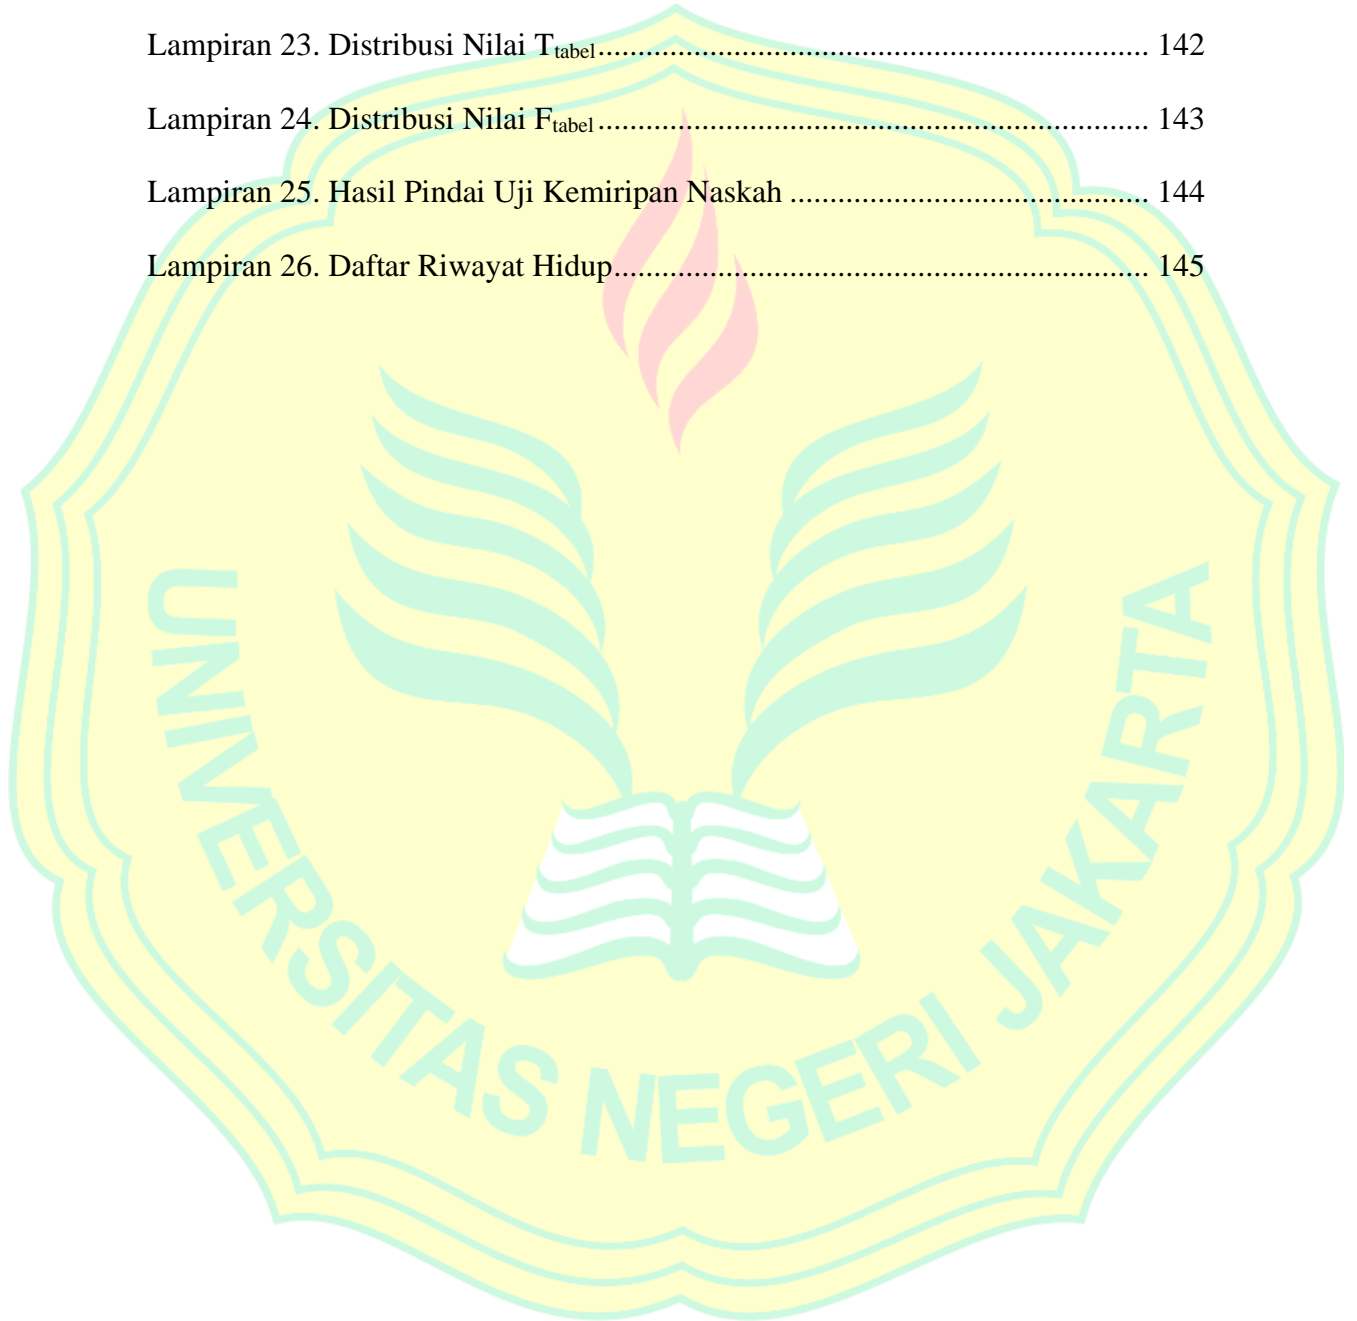 Lampiran 23. Distribusi Nilai Ttabel..................................................................... 142
Lampiran 24. Distribusi Nilai Ftabel..................................................................... 143
Lampiran 25. Hasil Pindai Uji Kemiripan Naskah ............................................. 144
Lampiran 26. Daftar Riwayat Hidup................................................................... 145
UNIVERSITAS NEGERI JAKARTA